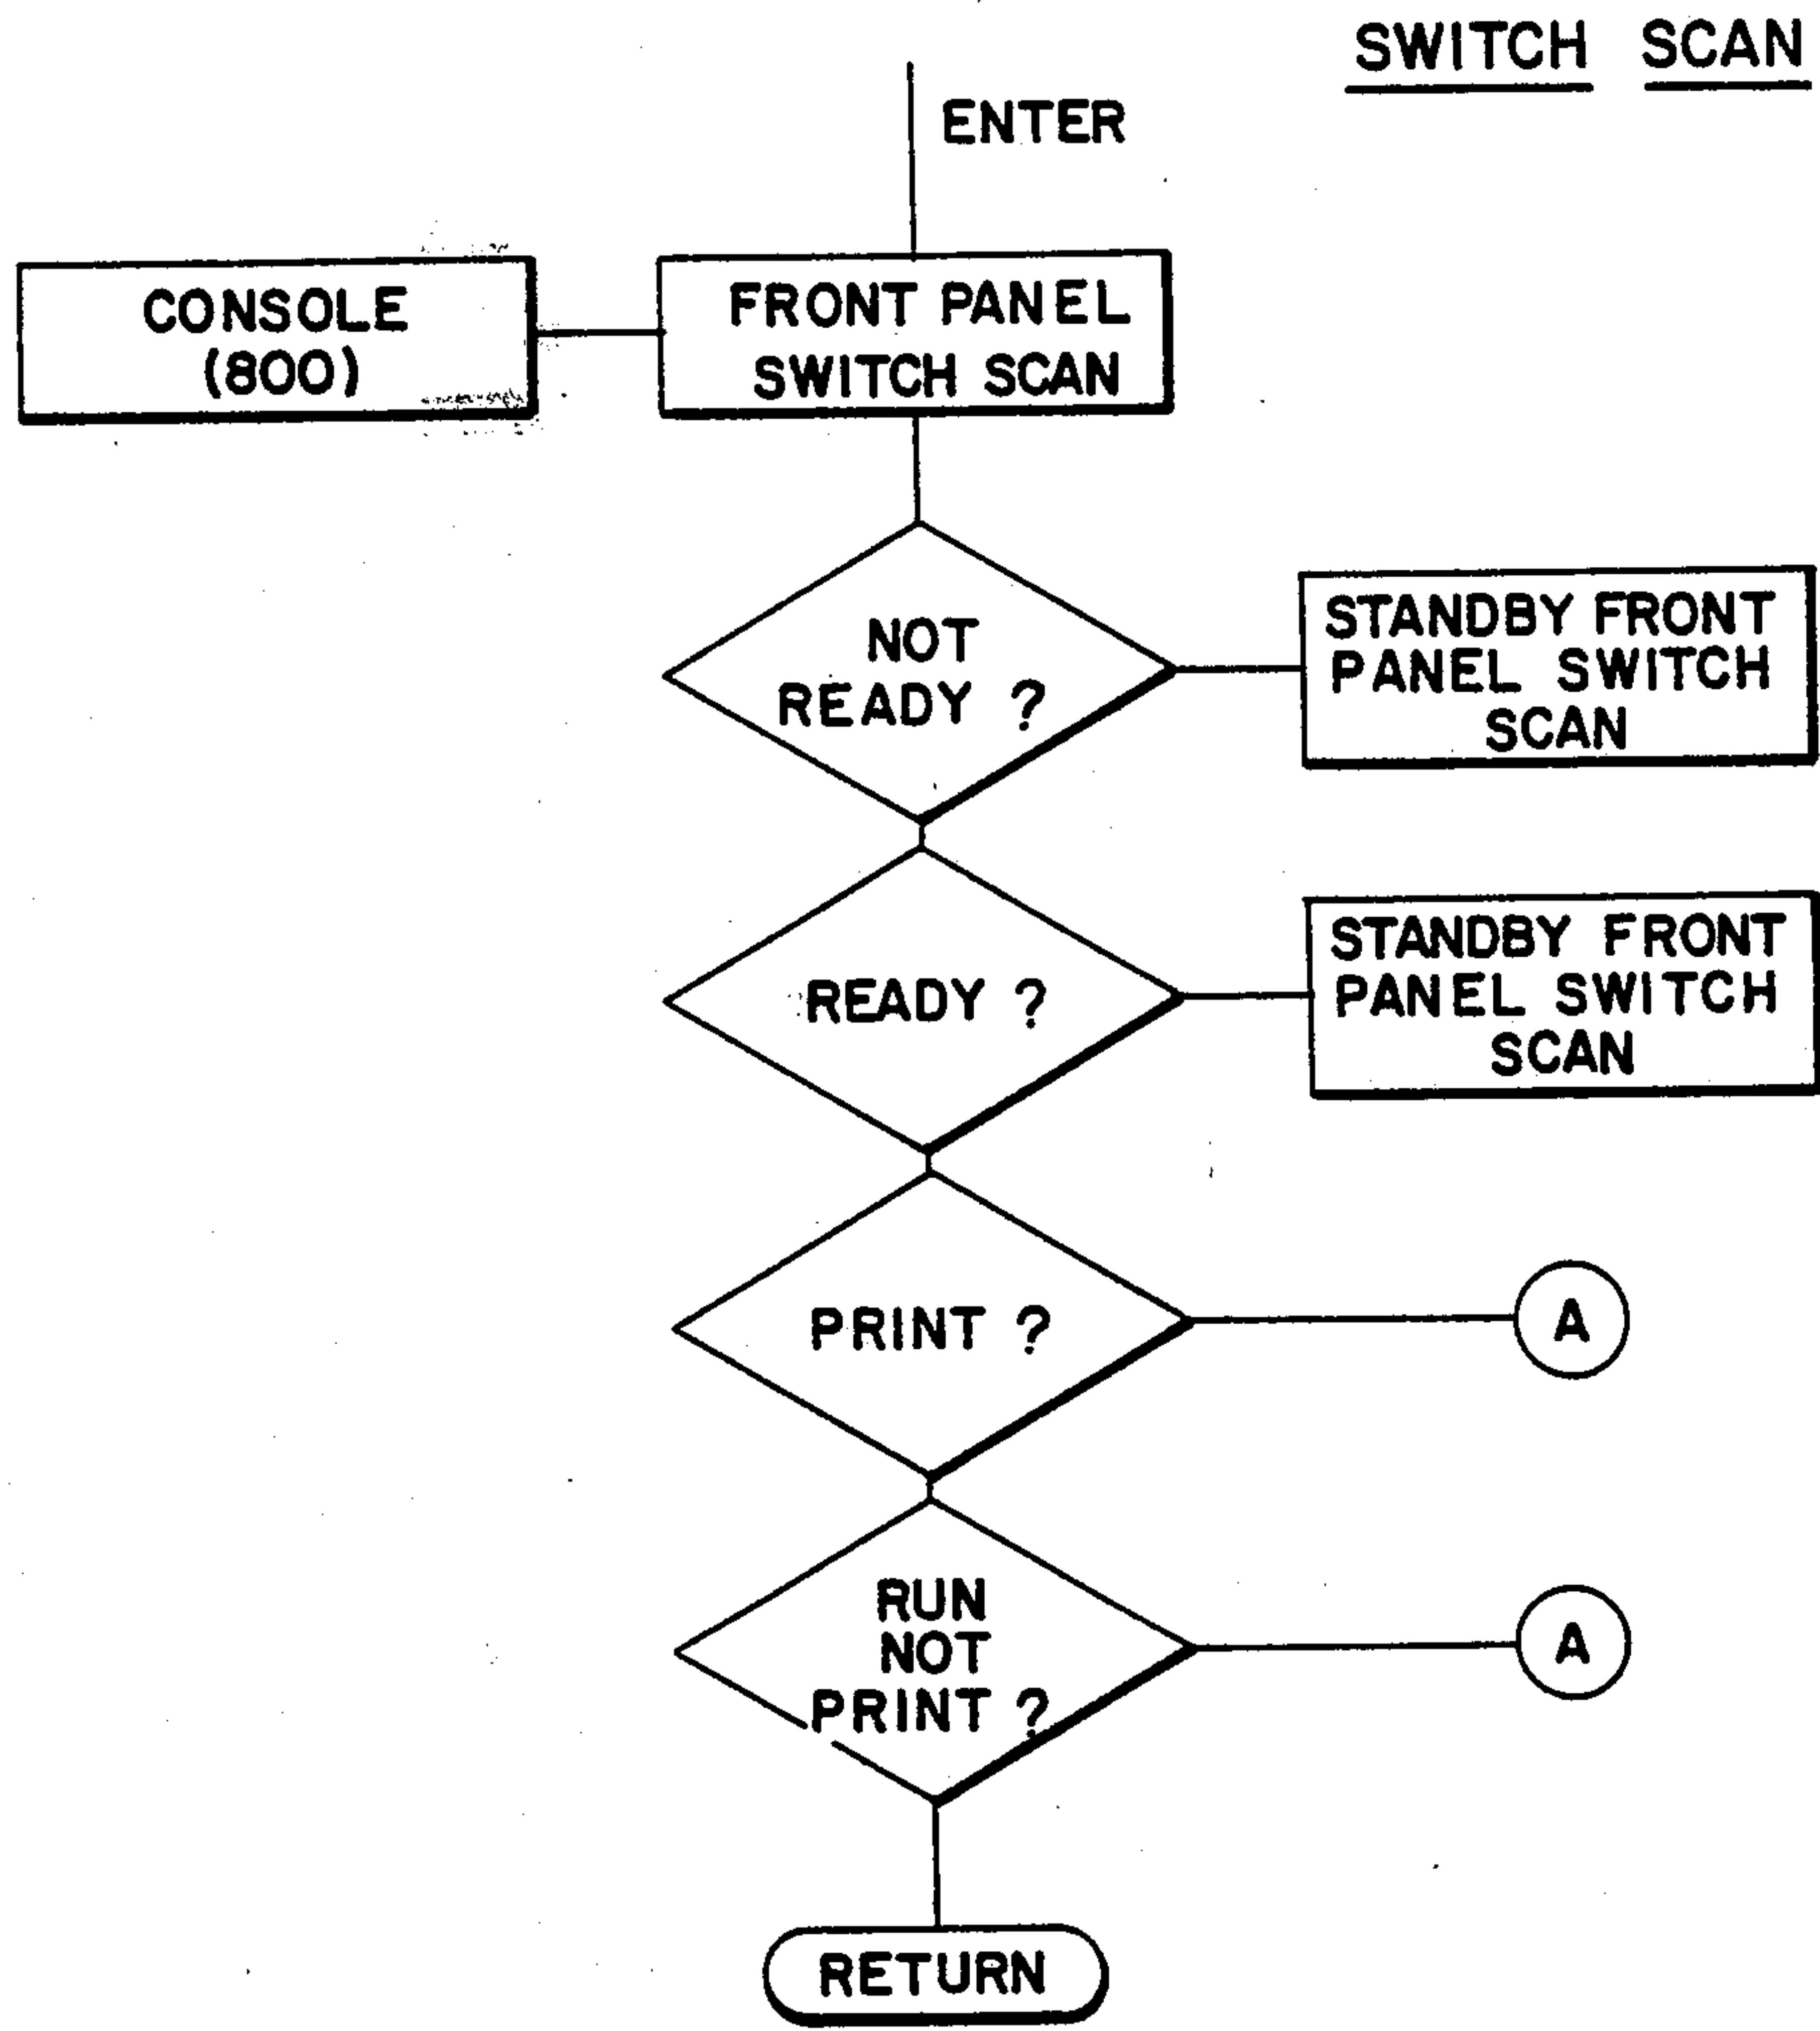 SWITCH SCAN
ENTER
CONSOLE
(800)
FRONT PANEL
SWITCH SCAN
NOT
READY ?
STANDBY FRONT
PANEL SWITCH
SCAN
READY ?
STANDBY FRONT
PANEL SWITCH
SCAN
PRINT ?
A
RUN
NOT
PRINT ?
A
RETURN